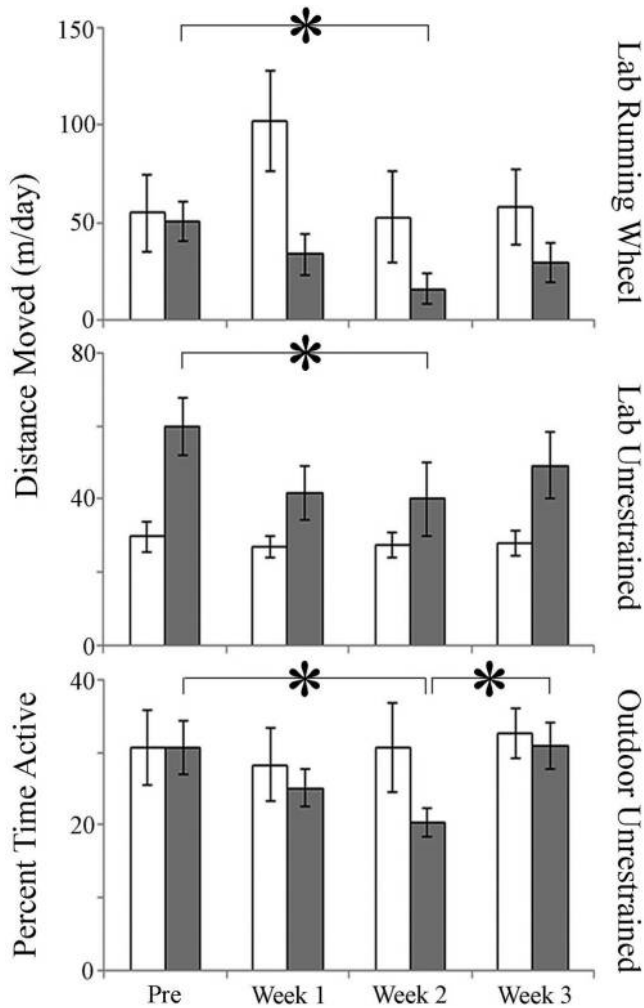 150
100
50
0
Distance Moved (m/day)
Lab Running Wheel
*
80
40
0
Lab Unrestrained
*
40
20
0
Percent Time Active
Outdoor Unrestrained
* *
Pre Week 1 Week 2 Week 3